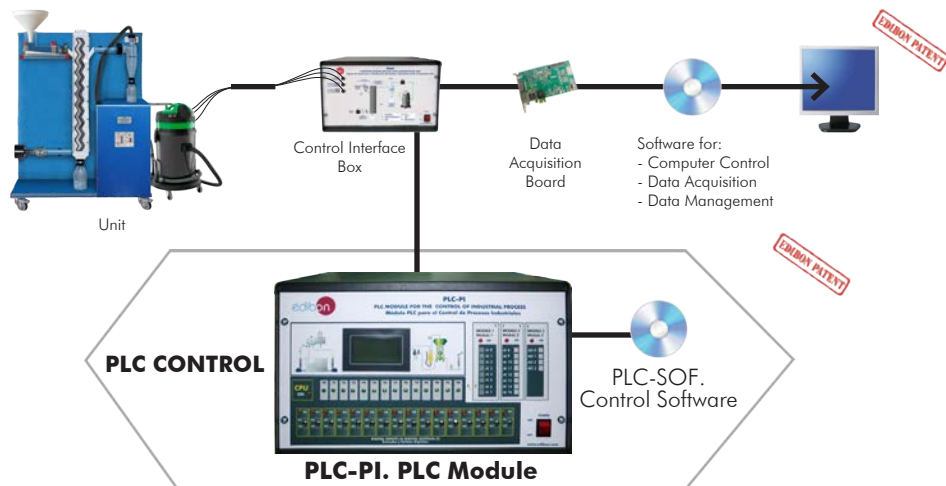 EDIBON PATENT
Unit
Control Interface
Box
Data
Acquisition
Board
Software for:
- Computer Control
- Data Acquisition
- Data Management
EDIBON PATENT
PLC CONTROL
edibon
PLC-PI
PLC MODULE FOR THE CONTROL OF INDUSTRIAL PROCESS
Módulo PLC para el Control de Procesos Industriales
CPU
PLC-SOF.
Control Software
PLC-PI. PLC Module